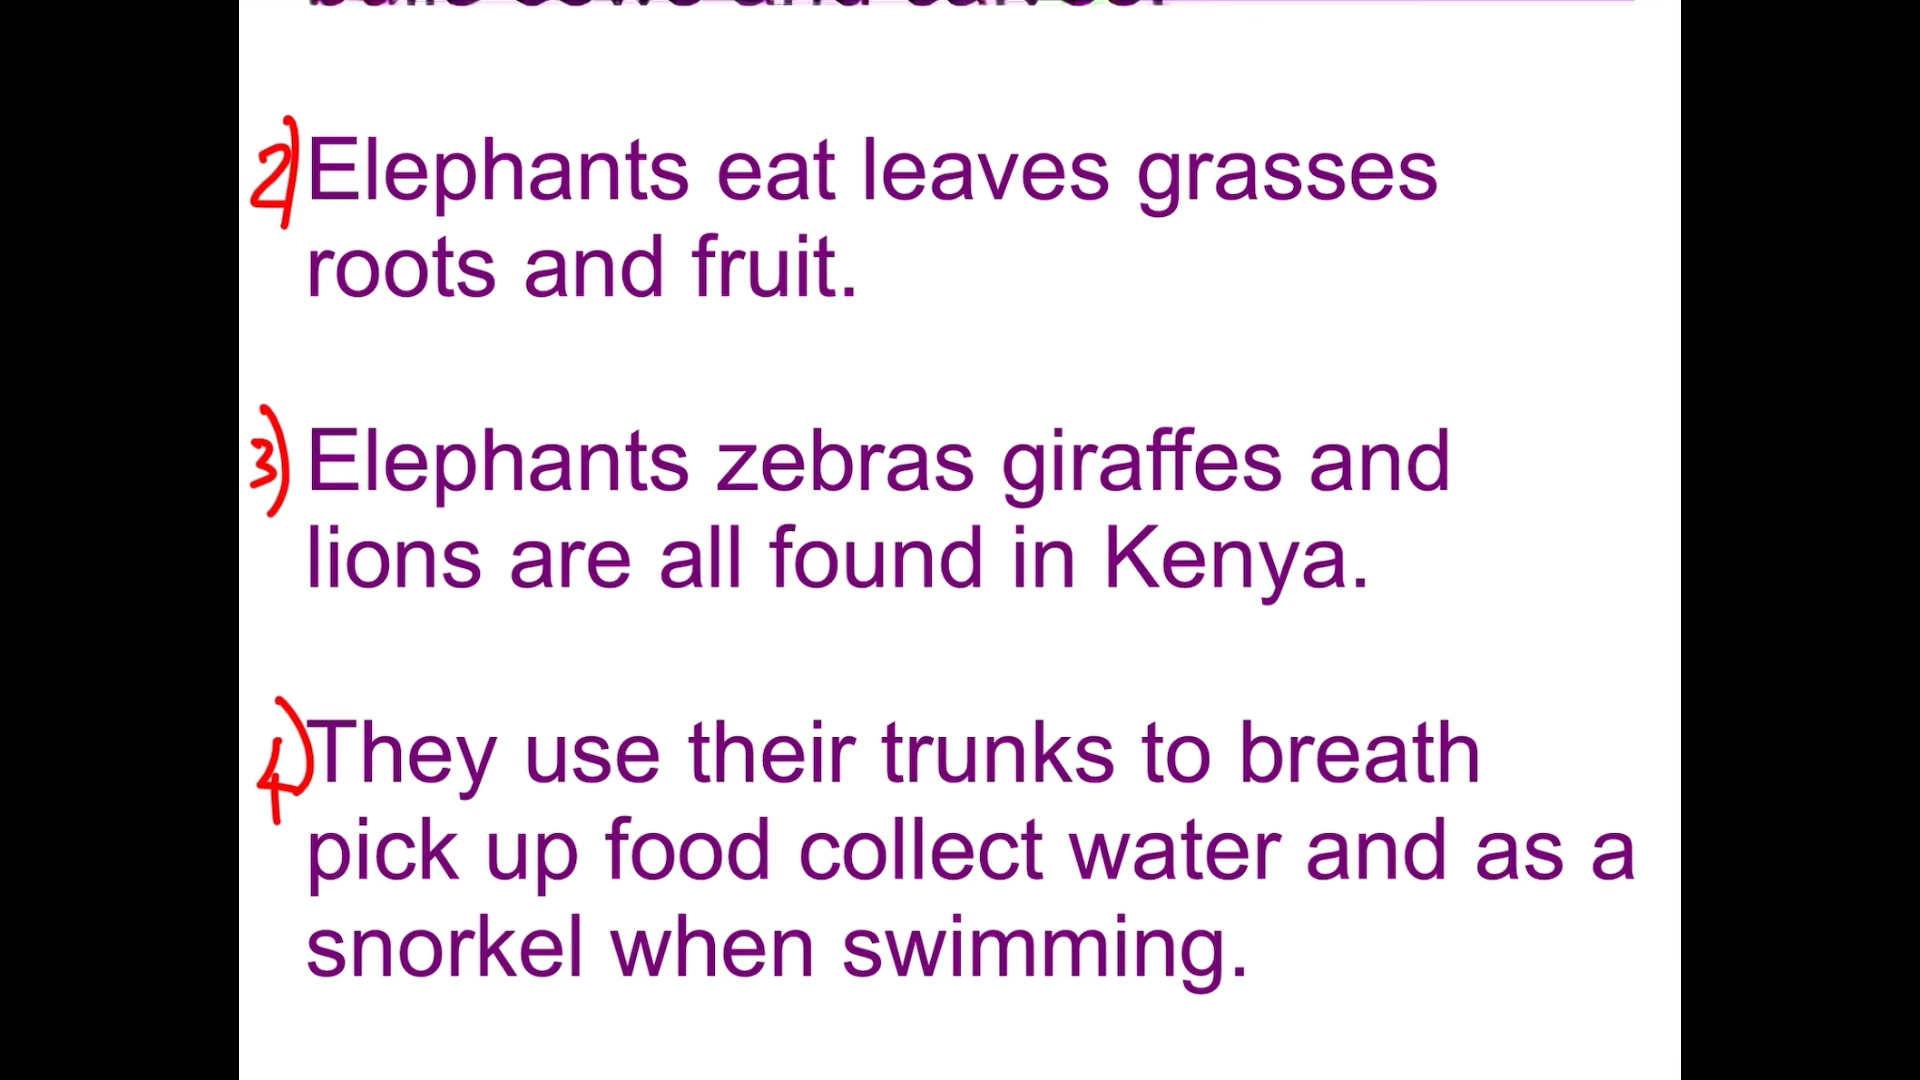 2) Elephants eat leaves grasses
roots and fruit.
3) Elephants zebras giraffes and
lions are all found in Kenya.
4) They use their trunks to breath
pick up food collect water and as a
snorkel when swimming.